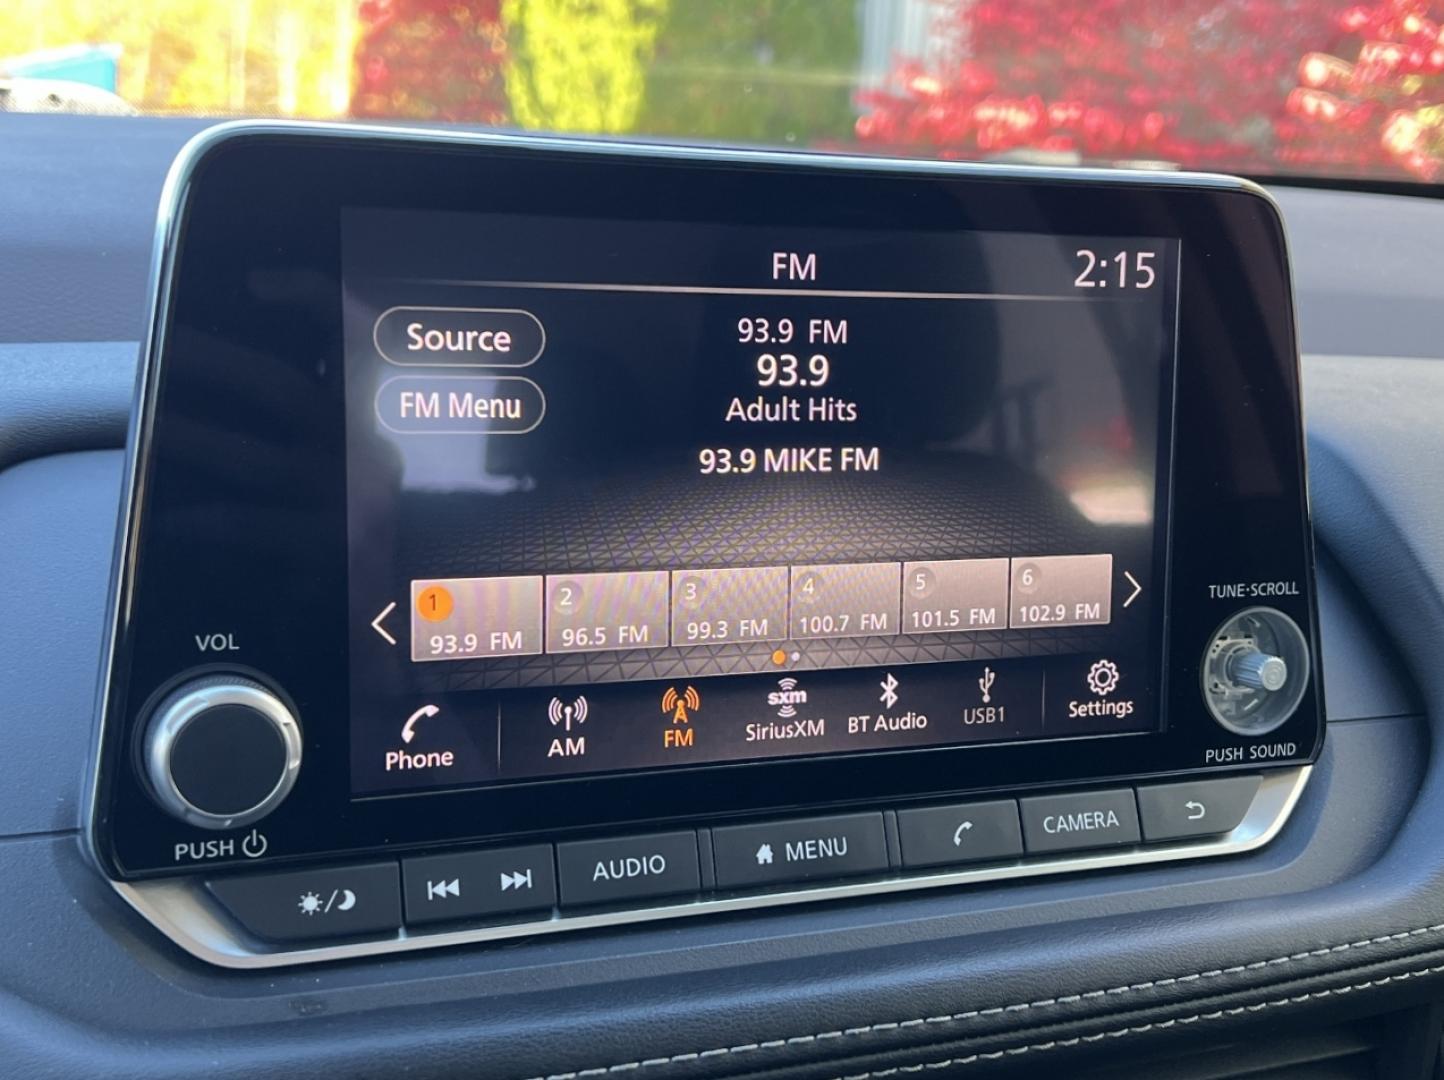 FM
2:15
Source
93.9 FM
93.9
FM Menu
Adult Hits
93.9 MIKE FM
1
93.9 FM
2
96.5 FM
3
99.3 FM
4
100.7 FM
5
101.5 FM
6
102.9 FM
Phone
AM
FM
sxm
SiriusXM
BT Audio
USB1
Settings
VOL
PUSH
TUNE·SCROLL
PUSH SOUND
AUDIO
MENU
CAMERA